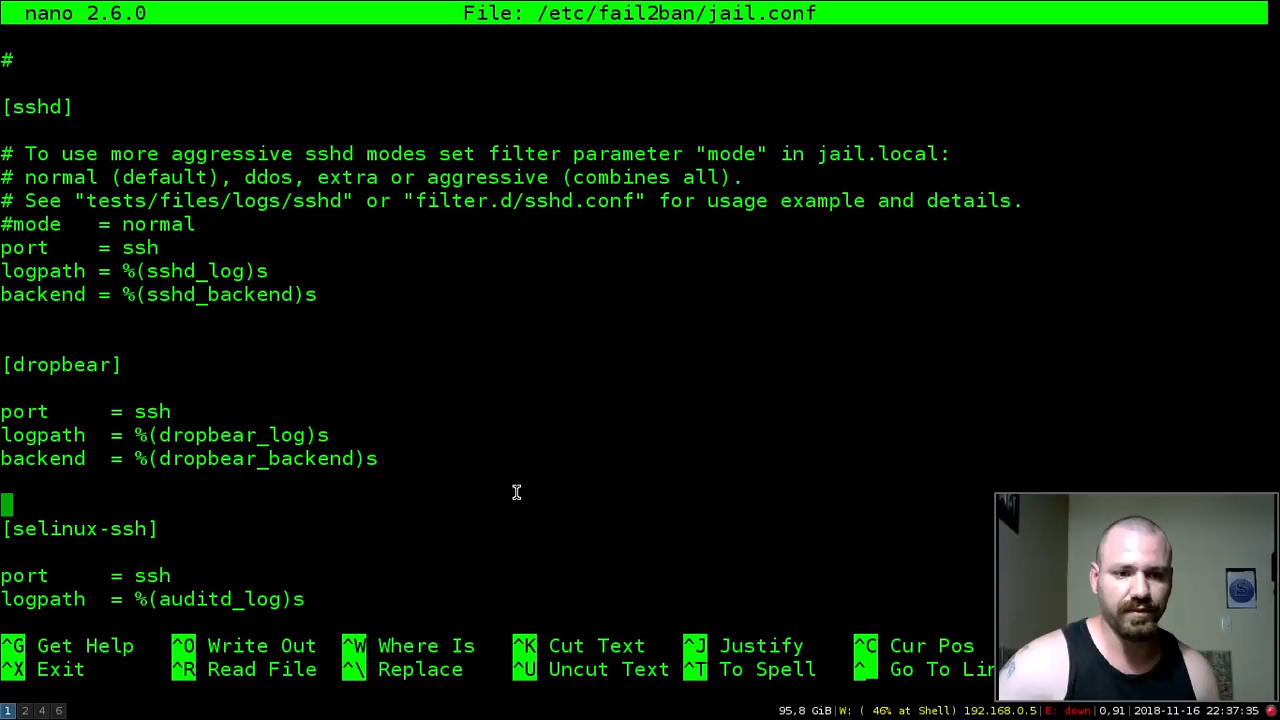 nano 2.6.0 File: /etc/fail2ban/jail.conf
#
[sshd]
# To use more aggressive sshd modes set filter parameter "mode" in jail.local:
# normal (default), ddos, extra or aggressive (combines all).
# See "tests/files/logs/sshd" or "filter.d/sshd.conf" for usage example and details.
#mode   = normal
port    = ssh
logpath = %(sshd_log)s
backend = %(sshd_backend)s
[dropbear]
port     = ssh
logpath  = %(dropbear_log)s
backend  = %(dropbear_backend)s
[selinux-ssh]
port     = ssh
logpath  = %(auditd_log)s
^G Get Help ^O Write Out ^W Where Is ^K Cut Text ^J Justify ^C Cur Pos
^X Exit ^R Read File ^\ Replace ^U Uncut Text ^T To Spell ^_ Go To Lin
1 2 4 6 95,8 GiB|W: ( 46% at Shell) 192.168.0.5|E: down|0,91|2018-11-16 22:37:35